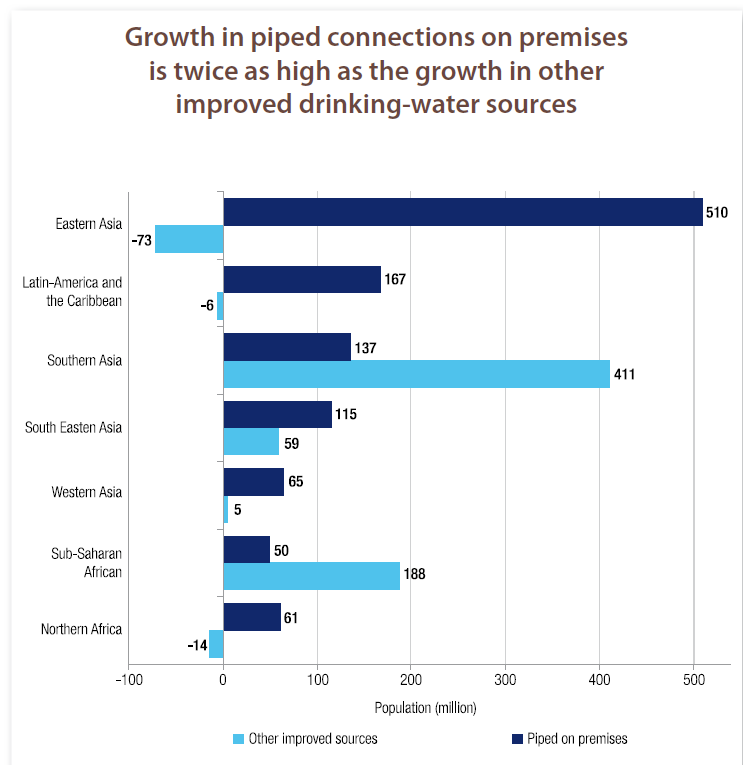 Growth in piped connections on premises
is twice as high as the growth in other
improved drinking-water sources
Eastern Asia
510
–73
Latin–America and
the Caribbean
167
–6
Southern Asia
137
411
South Easten Asia
115
59
Western Asia
65
5
Sub-Saharan
African
50
188
Northern Africa
61
–14
–100 0 100 200 300 400 500
Population (million)
Other improved sources Piped on premises